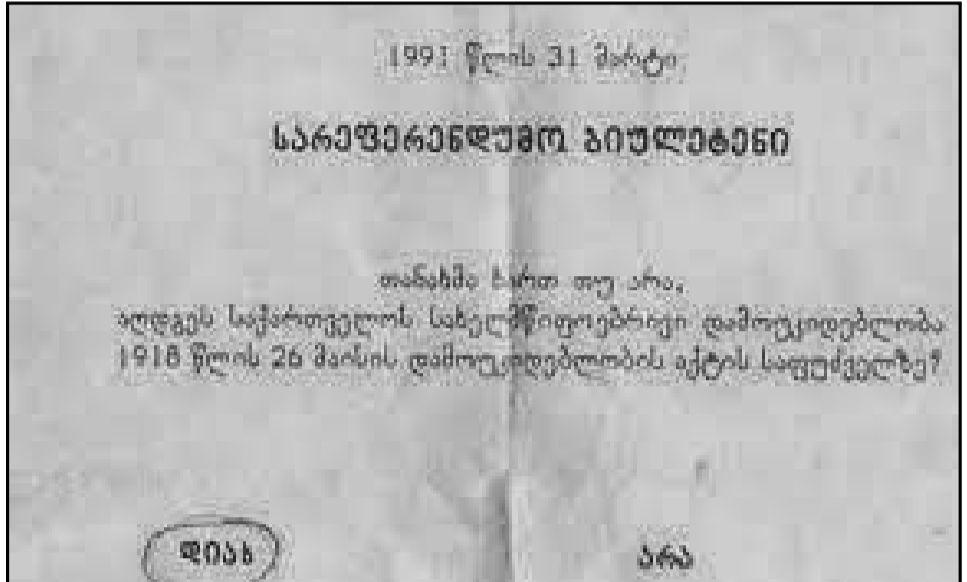 1991 წლის 31 მარტი
სარეფერენდუმო ბიულეტენი
თანახმა ხართ თუ არა,
აღდგეს საქართველოს სახელმწიფოებრივი დამოუკიდებლობა
1918 წლის 26 მაისის დამოუკიდებლობის აქტის საფუძველზე?
დიახ
არა